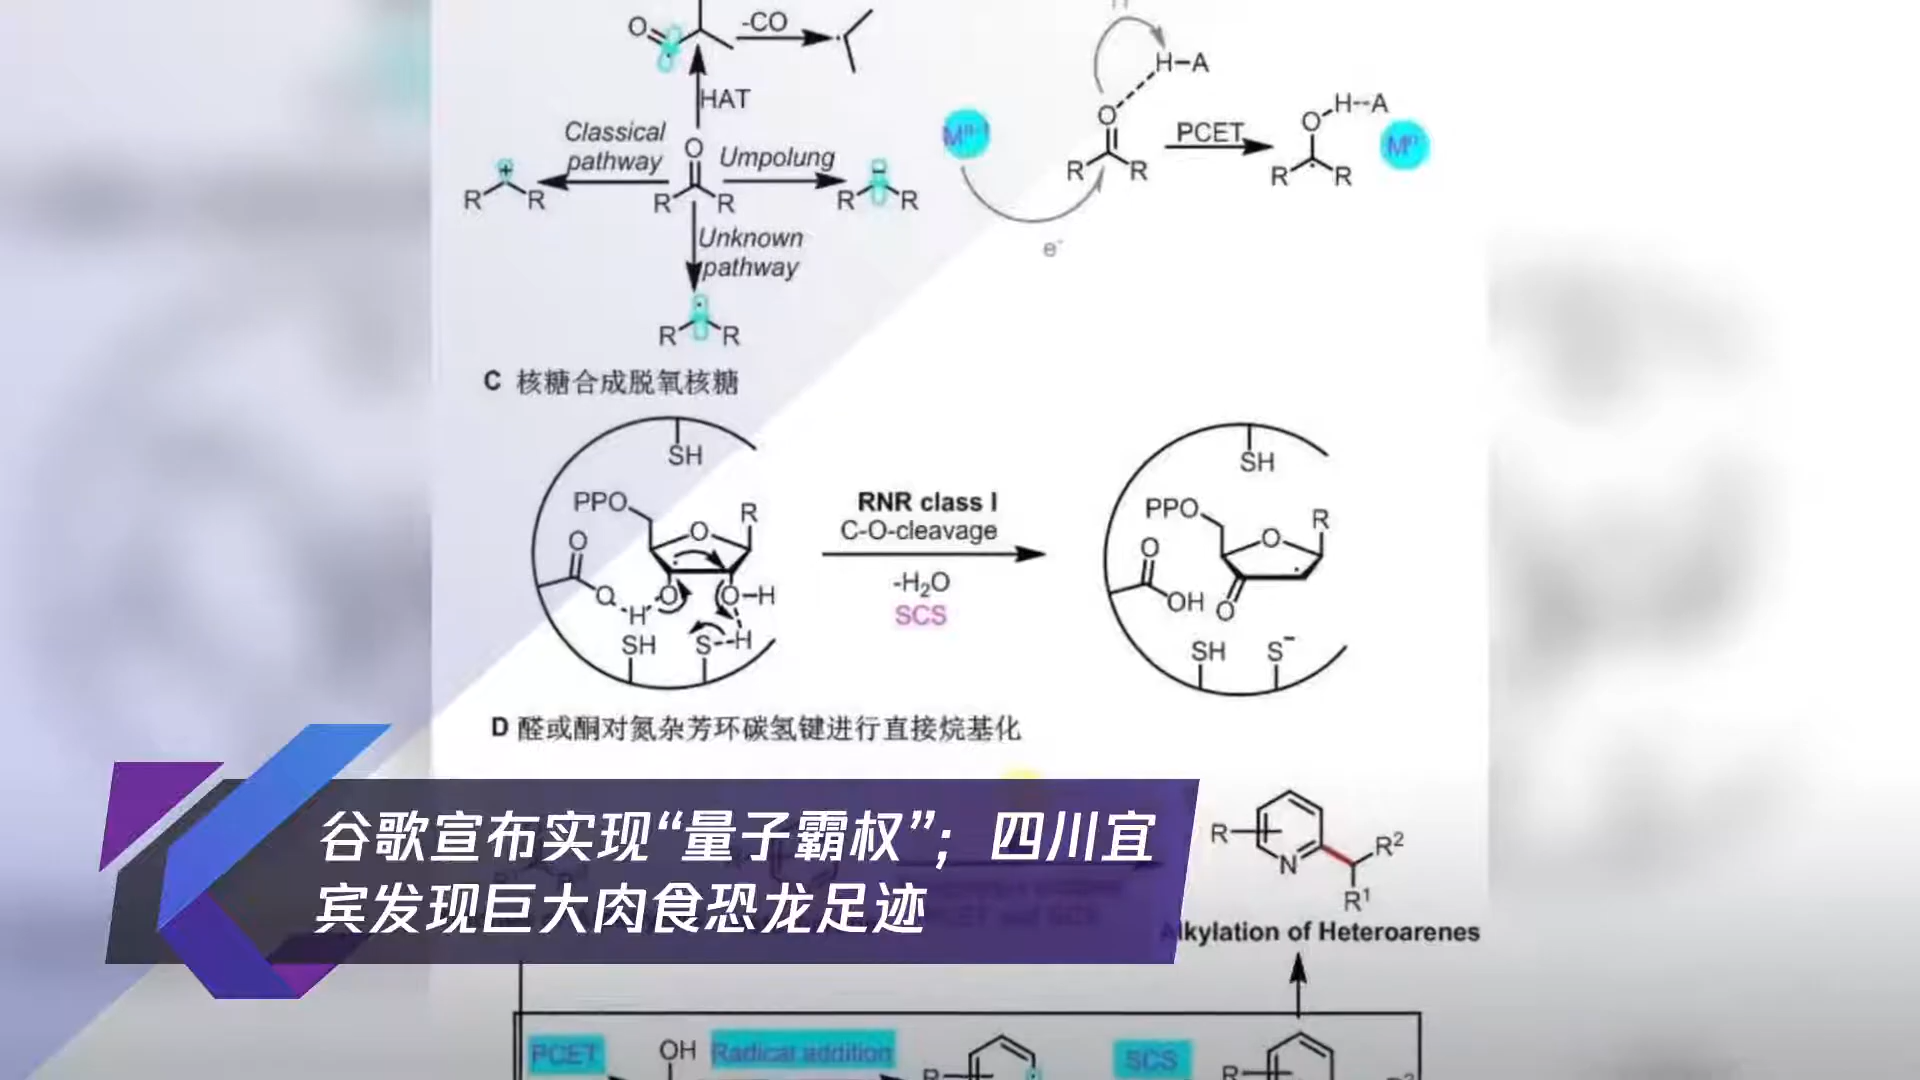 O
-CO
HAT
Classical
pathway
O
Umpolung
+
R R
R R
R R
Unknown
pathway
R R
H-A
O
Mⁿ⁻¹
PCET
R R
e⁻
H--A
O
R R
Mⁿ
C 核糖合成脱氧核糖
SH
PPO
O
R
O
O
H
O
O-H
SH
S--H
RNR class I
C-O-cleavage
-H₂O
SCS
SH
PPO
O
R
O
OH
O
SH
S⁻
D 醛或酮对氮杂芳环碳氢键进行直接烷基化
谷歌宣布实现“量子霸权”；四川宜
宾发现巨大肉食恐龙足迹
R
N
R²
R¹
Alkylation of Heteroarenes
PCET
OH
Radical addition
R
SCS
R